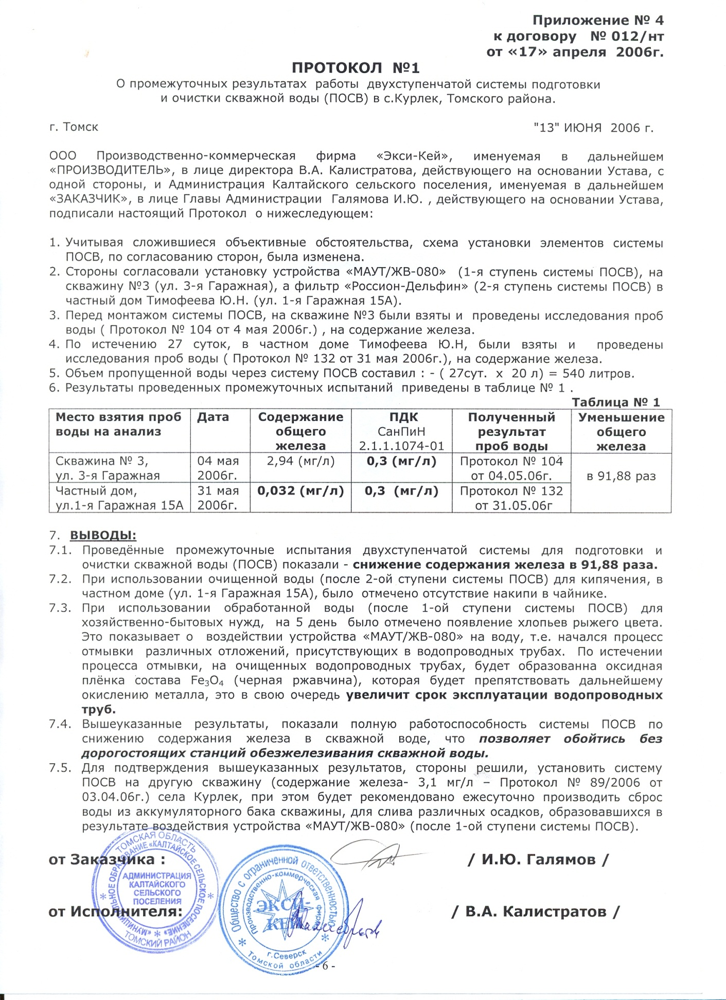 Приложение № 4
к договору № 012/нт
от «17» апреля 2006г.
ПРОТОКОЛ №1
О промежуточных результатах работы двухступенчатой системы подготовки
и очистки скважной воды (ПОСВ) в с.Курлек, Томского района.
г. Томск "13" ИЮНЯ 2006 г.
ООО Производственно-коммерческая фирма «Экси-Кей», именуемая в дальнейшем
«ПРОИЗВОДИТЕЛЬ», в лице директора В.А. Калистратова, действующего на основании Устава, с
одной стороны, и Администрация Калтайского сельского поселения, именуемая в дальнейшем
«ЗАКАЗЧИК», в лице Главы Администрации Галямова И.Ю. , действующего на основании Устава,
подписали настоящий Протокол о нижеследующем:
1. Учитывая сложившиеся объективные обстоятельства, схема установки элементов системы
ПОСВ, по согласованию сторон, была изменена.
2. Стороны согласовали установку устройства «МАУТ/ЖВ-080» (1-я ступень системы ПОСВ), на
скважину №3 (ул. 3-я Гаражная), а фильтр «Россион-Дельфин» (2-я ступень системы ПОСВ) в
частный дом Тимофеева Ю.Н. (ул. 1-я Гаражная 15А).
3. Перед монтажом системы ПОСВ, на скважине №3 были взяты и проведены исследования проб
воды ( Протокол № 104 от 4 мая 2006г.) , на содержание железа.
4. По истечению 27 суток, в частном доме Тимофеева Ю.Н, были взяты и проведены
исследования проб воды ( Протокол № 132 от 31 мая 2006г.), на содержание железа.
5. Объем пропущенной воды через систему ПОСВ составил : - ( 27сут. х 20 л) = 540 литров.
6. Результаты проведенных промежуточных испытаний приведены в таблице № 1 .
Таблица № 1
Место взятия проб Дата Содержание ПДК Полученный Уменьшение
воды на анализ общего СанПиН результат общего
железа 2.1.1.1074-01 проб воды железа
Скважина № 3, 04 мая 2,94 (мг/л) 0,3 (мг/л) Протокол № 104
ул. 3-я Гаражная 2006г. от 04.05.06г. в 91,88 раз
Частный дом, 31 мая 0,032 (мг/л) 0,3 (мг/л) Протокол № 132
ул.1-я Гаражная 15А 2006г. от 31.05.06г
7. ВЫВОДЫ:
7.1. Проведённые промежуточные испытания двухступенчатой системы для подготовки и
очистки скважной воды (ПОСВ) показали - снижение содержания железа в 91,88 раза.
7.2. При использовании очищенной воды (после 2-ой ступени системы ПОСВ) для кипячения, в
частном доме (ул. 1-я Гаражная 15А), было отмечено отсутствие накипи в чайнике.
7.3. При использовании обработанной воды (после 1-ой ступени системы ПОСВ) для
хозяйственно-бытовых нужд, на 5 день было отмечено появление хлопьев рыжего цвета.
Это показывает о воздействии устройства «МАУТ/ЖВ-080» на воду, т.е. начался процесс
отмывки различных отложений, присутствующих в водопроводных трубах. По истечении
процесса отмывки, на очищенных водопроводных трубах, будет образованна оксидная
плёнка состава Fe₃O₄ (черная ржавчина), которая будет препятствовать дальнейшему
окислению металла, это в свою очередь увеличит срок эксплуатации водопроводных
труб.
7.4. Вышеуказанные результаты, показали полную работоспособность системы ПОСВ по
снижению содержания железа в скважной воде, что позволяет обойтись без
дорогостоящих станций обезжелезивания скважной воды.
7.5. Для подтверждения вышеуказанных результатов, стороны решили, установить систему
ПОСВ на другую скважину (содержание железа- 3,1 мг/л – Протокол № 89/2006 от
03.04.06г.) села Курлек, при этом будет рекомендовано ежесуточно производить сброс
воды из аккумуляторного бака скважины, для слива различных осадков, образовавшихся в
результате воздействия устройства «МАУТ/ЖВ-080» (после 1-ой ступени системы ПОСВ).
от Заказчика : / И.Ю. Галямов /
ТОМСКАЯ ОБЛАСТЬ
МУНИЦИПАЛЬНОЕ ОБРАЗОВАНИЕ «КАЛТАЙСКОЕ СЕЛЬСКОЕ ПОСЕЛЕНИЕ»
АДМИНИСТРАЦИЯ
КАЛТАЙСКОГО
СЕЛЬСКОГО
ПОСЕЛЕНИЯ
ТОМСКИЙ РАЙОН
Общество с ограниченной ответственностью
Производственно-коммерческая фирма
ЭКСИ-
КЕЙ
г.Северск
Томской области
от Исполнителя: / В.А. Калистратов /
- 6 -